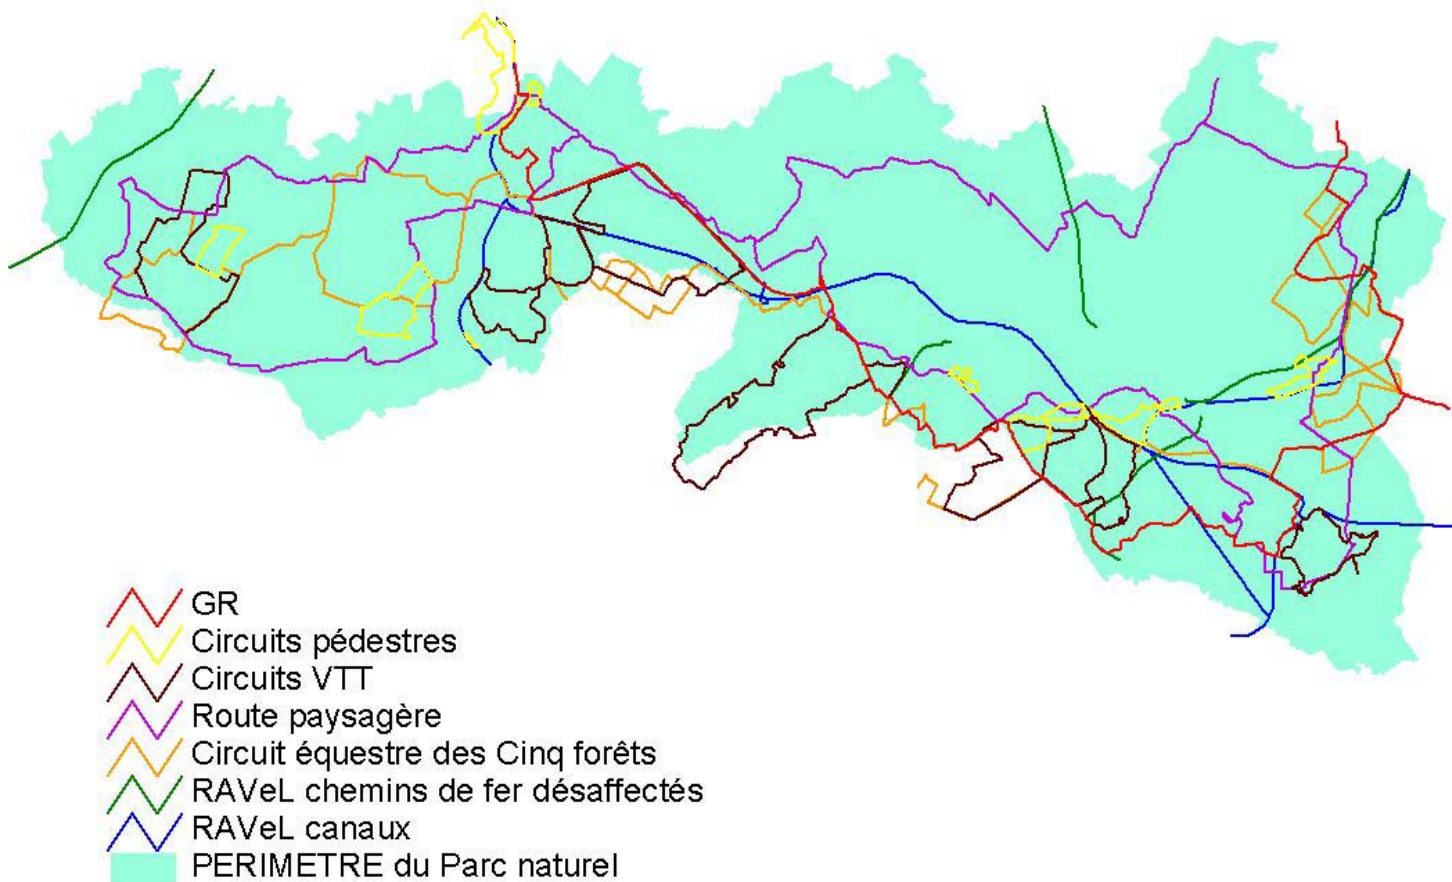 GR
Circuits pédestres
Circuits VTT
Route paysagère
Circuit équestre des Cinq forêts
RAVeL chemins de fer désaffectés
RAVeL canaux
PERIMETRE du Parc naturel